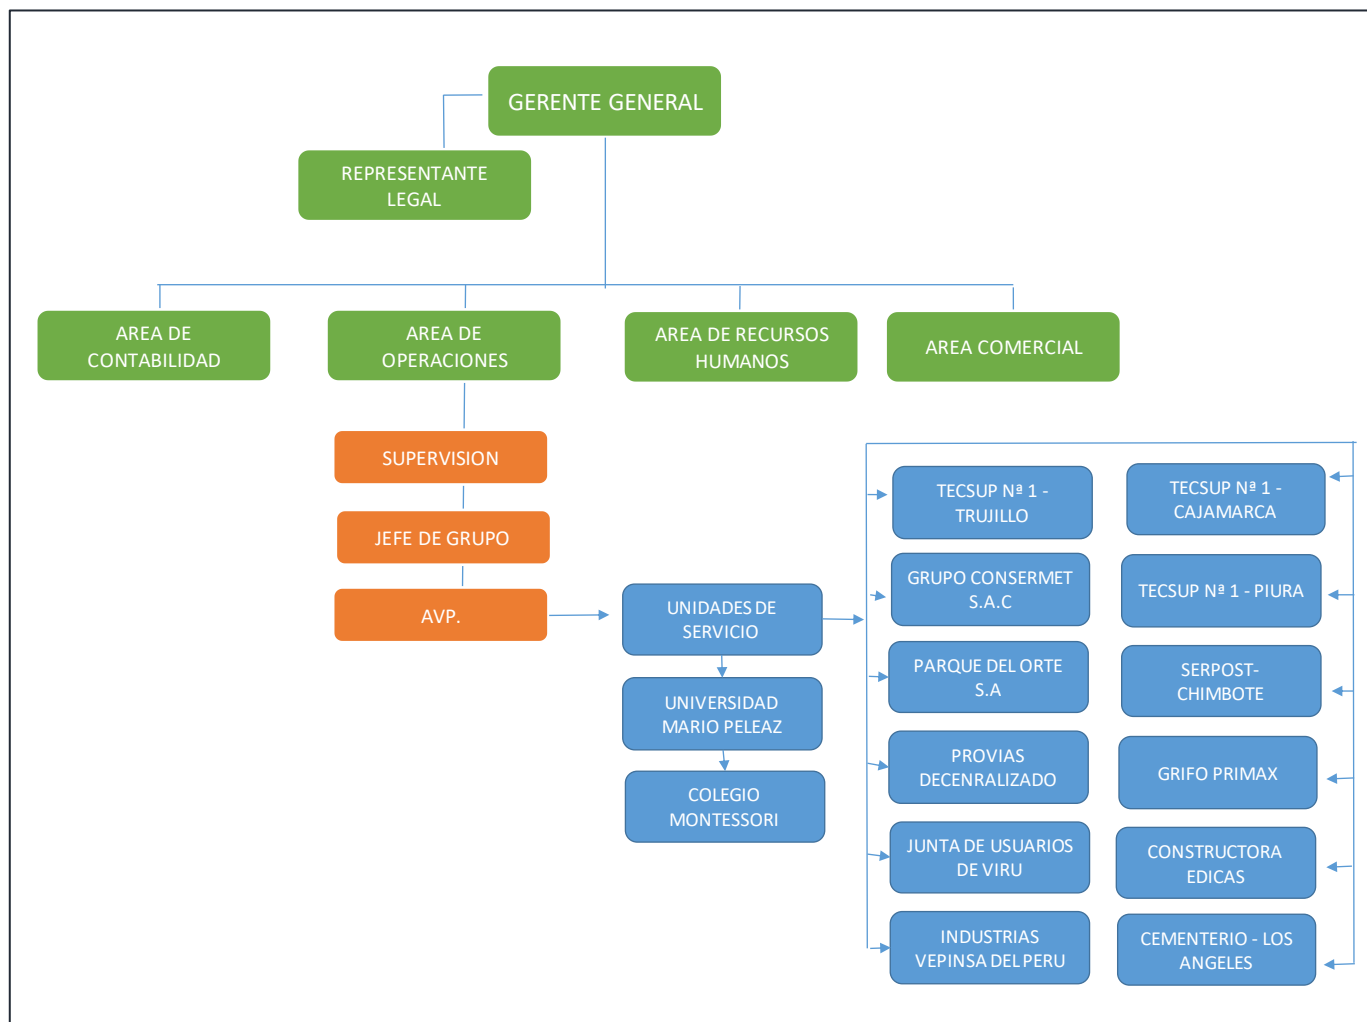 GERENTE GENERAL
REPRESENTANTE
LEGAL
AREA DE
CONTABILIDAD
AREA DE
OPERACIONES
AREA DE RECURSOS
HUMANOS
AREA COMERCIAL
SUPERVISION
JEFE DE GRUPO
AVP.
UNIDADES DE
SERVICIO
UNIVERSIDAD
MARIO PELEAZ
COLEGIO
MONTESSORI
TECSUP Nª 1 -
TRUJILLO
GRUPO CONSERMET
S.A.C
PARQUE DEL ORTE
S.A
PROVIAS
DECENRALIZADO
JUNTA DE USUARIOS
DE VIRU
INDUSTRIAS
VEPINSA DEL PERU
TECSUP Nª 1 -
CAJAMARCA
TECSUP Nª 1 - PIURA
SERPOST-
CHIMBOTE
GRIFO PRIMAX
CONSTRUCTORA
EDICAS
CEMENTERIO - LOS
ANGELES